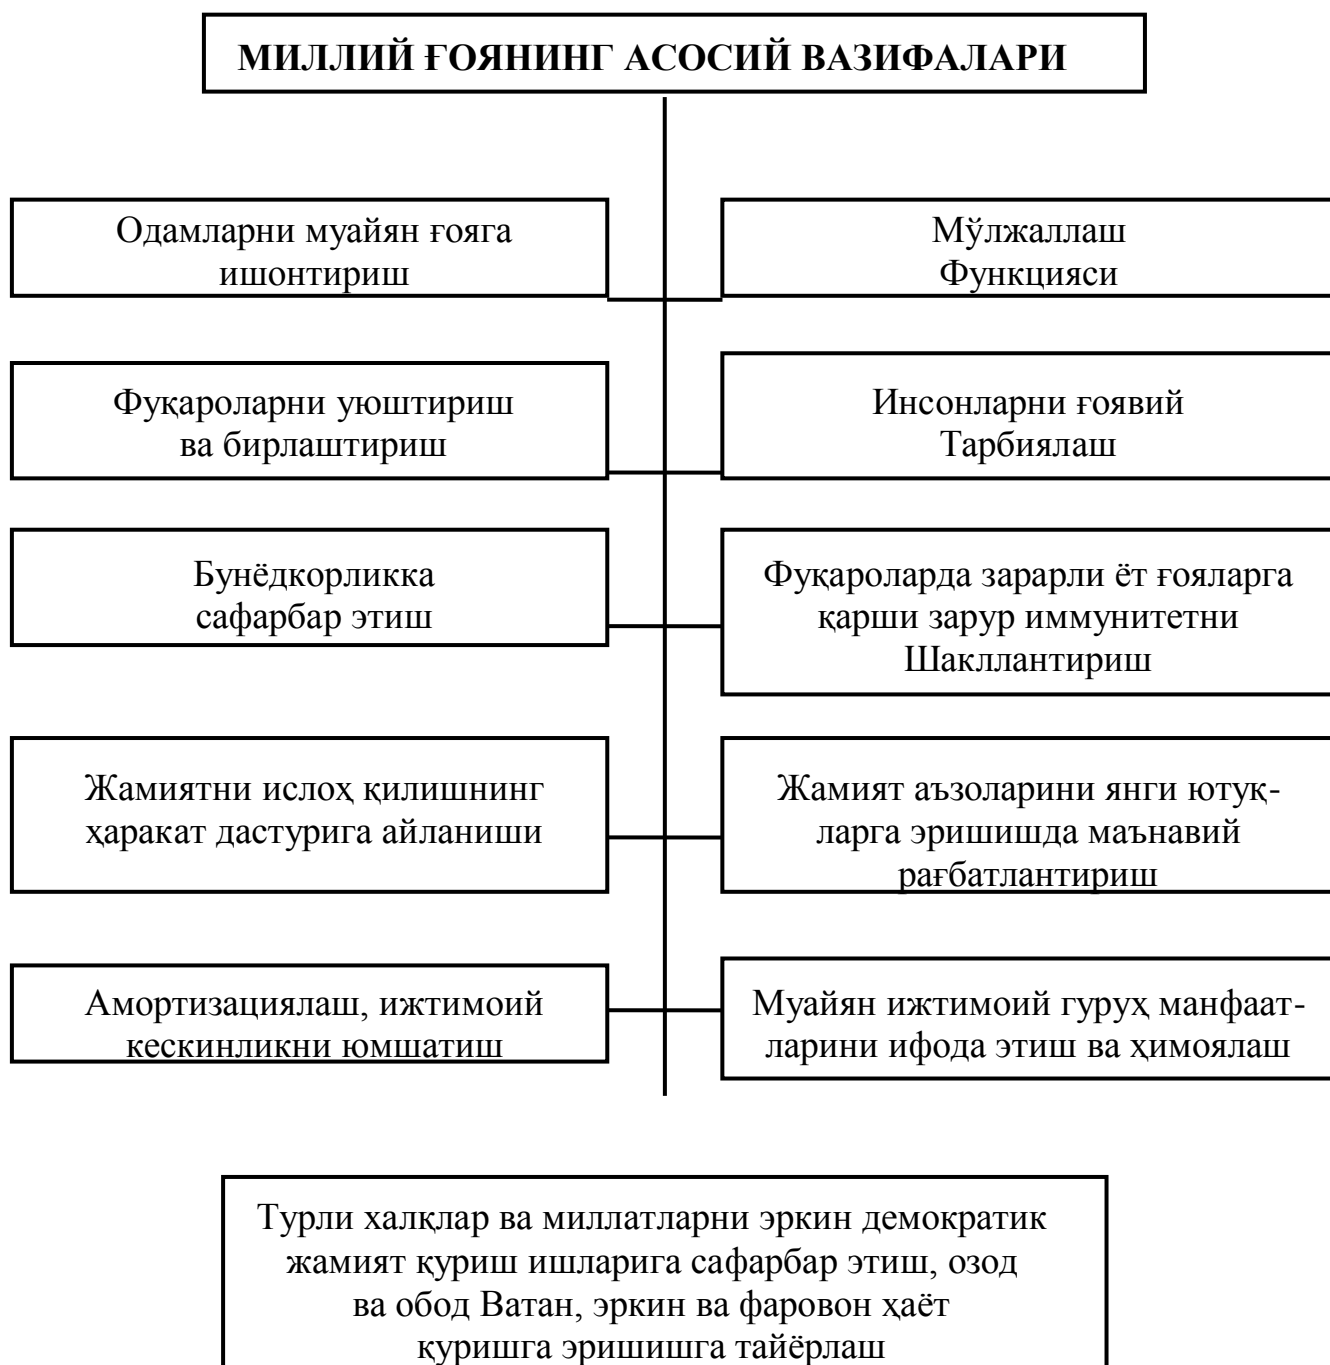 МИЛЛИЙ ҒОЯНИНГ АСОСИЙ ВАЗИФАЛАРИ
Одамларни муайян ғояга
ишонтириш
Мўлжаллаш
Функцияси
Фуқароларни уюштириш
ва бирлаштириш
Инсонларни ғоявий
Тарбиялаш
Бунёдкорликка
сафарбар этиш
Фуқароларда зарарли ёт ғояларга
қарши зарур иммунитетни
Шакллантириш
Жамиятни ислоҳ қилишнинг
ҳаракат дастурига айланиши
Жамият аъзоларини янги ютуқ-
ларга эришишда маънавий
рағбатлантириш
Амортизациялаш, ижтимоий
кескинликни юмшатиш
Муайян ижтимоий гуруҳ манфаат-
ларини ифода этиш ва ҳимоялаш
Турли халқлар ва миллатларни эркин демократик
жамият қуриш ишларига сафарбар этиш, озод
ва обод Ватан, эркин ва фаровон ҳаёт
қуришга эришишга тайёрлаш